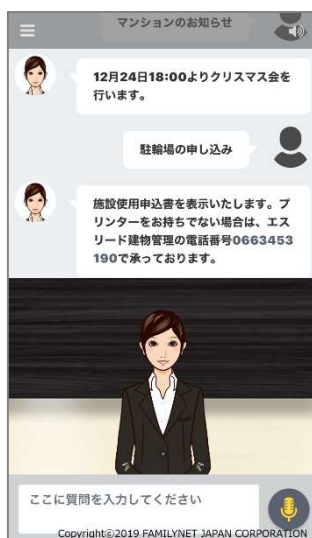 マンションのお知らせ
12月24日18:00よりクリスマス会を
行います。
駐輪場の申し込み
施設使用申込書を表示いたします。プ
リンターをお持ちでない場合は、エス
リード建物管理の電話番号0663453
190で承っております。
ここに質問を入力してください
Copyright©2019 FAMILYNET JAPAN CORPORATION